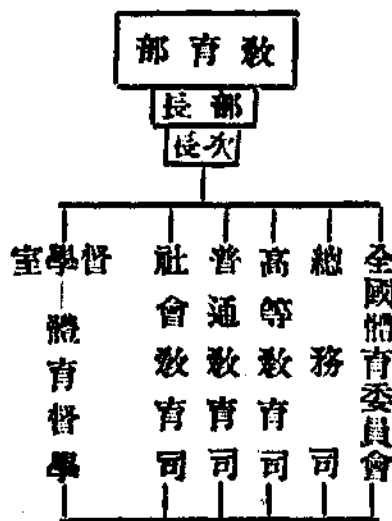 教育部
部長
次長
全國體育委員會
總務司
高等教育司
普通教育司
社會教育司
督學室
體育督學